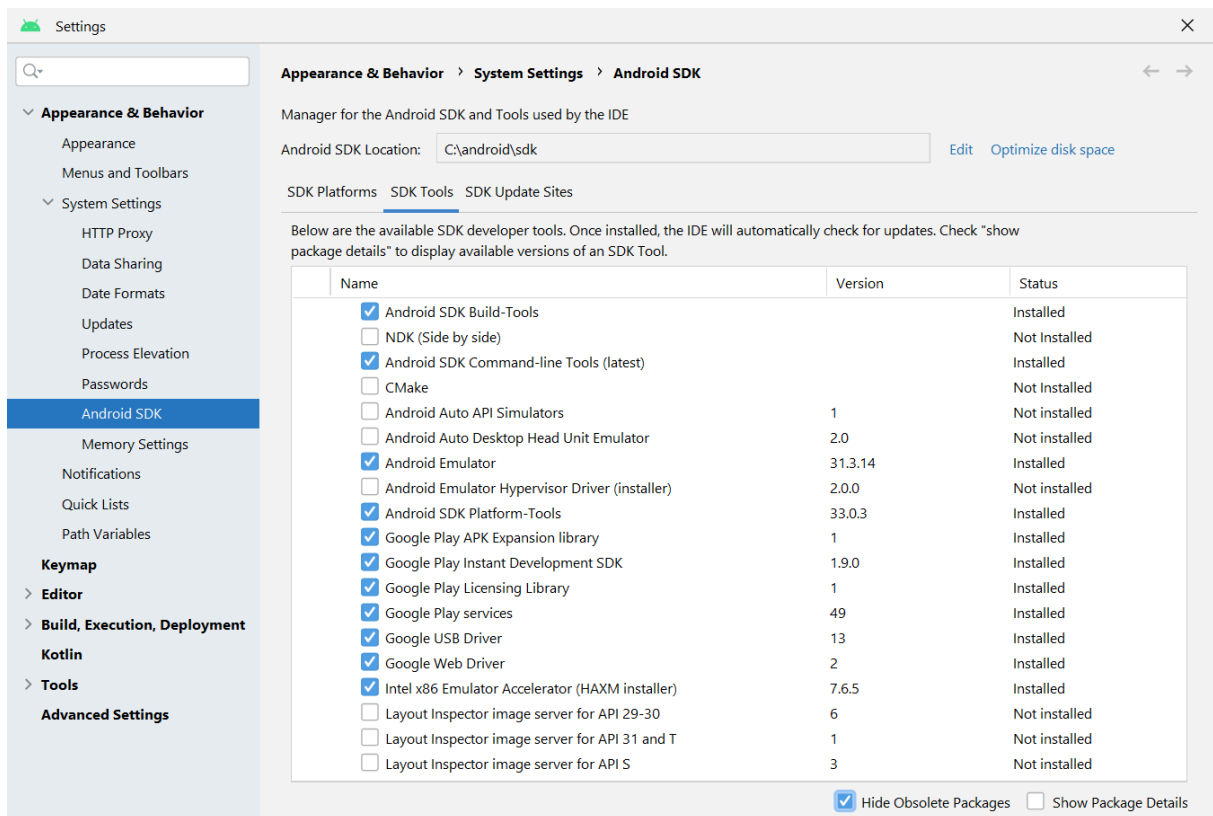 Settings
Appearance & Behavior
Appearance
Menus and Toolbars
System Settings
HTTP Proxy
Data Sharing
Date Formats
Updates
Process Elevation
Passwords
Android SDK
Memory Settings
Notifications
Quick Lists
Path Variables
Keymap
Editor
Build, Execution, Deployment
Kotlin
Tools
Advanced Settings
Appearance & Behavior › System Settings › Android SDK
Manager for the Android SDK and Tools used by the IDE
Android SDK Location: C:\android\sdk Edit Optimize disk space
SDK Platforms SDK Tools SDK Update Sites
Below are the available SDK developer tools. Once installed, the IDE will automatically check for updates. Check "show
package details" to display available versions of an SDK Tool.
Name Version Status
Android SDK Build-Tools Installed
NDK (Side by side) Not Installed
Android SDK Command-line Tools (latest) Installed
CMake Not Installed
Android Auto API Simulators 1 Not installed
Android Auto Desktop Head Unit Emulator 2.0 Not installed
Android Emulator 31.3.14 Installed
Android Emulator Hypervisor Driver (installer) 2.0.0 Not installed
Android SDK Platform-Tools 33.0.3 Installed
Google Play APK Expansion library 1 Installed
Google Play Instant Development SDK 1.9.0 Installed
Google Play Licensing Library 1 Installed
Google Play services 49 Installed
Google USB Driver 13 Installed
Google Web Driver 2 Installed
Intel x86 Emulator Accelerator (HAXM installer) 7.6.5 Installed
Layout Inspector image server for API 29-30 6 Not installed
Layout Inspector image server for API 31 and T 1 Not installed
Layout Inspector image server for API S 3 Not installed
Hide Obsolete Packages Show Package Details